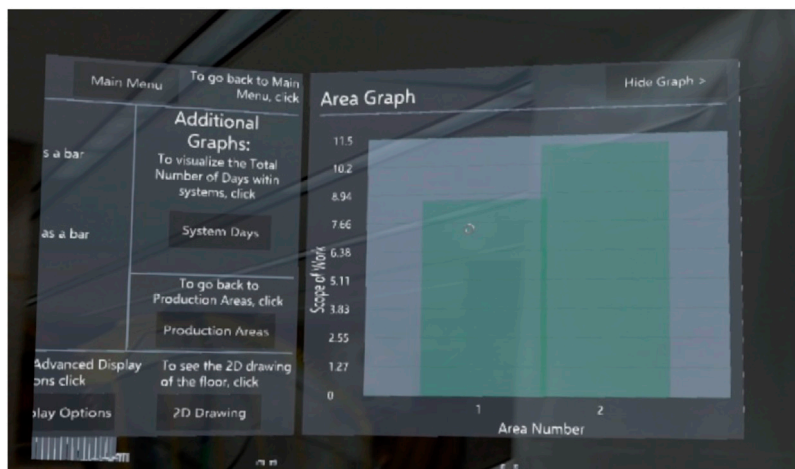 Main Menu
To go back to Main
Menu, click
s a bar
as a bar
Additional
Graphs:
To visualize the Total
Number of Days witin
systems, click
System Days
To go back to
Production Areas, click
Production Areas
Advanced Display
ons click
play Options
To see the 2D drawing
of the floor, click
2D Drawing
Area Graph
Hide Graph >
11.5
10.2
8.94
7.66
6.38
5.11
3.83
2.55
1.27
0
Scope of Work
1
2
Area Number